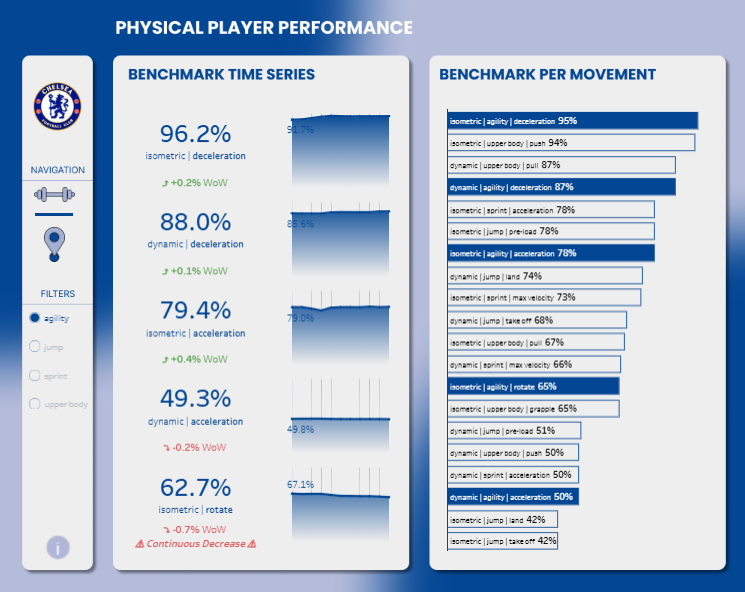 PHYSICAL PLAYER PERFORMANCE
CHELSEA
FOOTBALL CLUB
NAVIGATION
FILTERS
agility
jump
sprint
upper body
BENCHMARK TIME SERIES
96.2%
isometric | deceleration
+0.2% WoW
91.7%
88.0%
dynamic | deceleration
+0.1% WoW
85.6%
79.4%
isometric | acceleration
+0.4% WoW
79.0%
49.3%
dynamic | acceleration
-0.2% WoW
49.8%
62.7%
isometric | rotate
-0.7% WoW
⚠ Continuous Decrease ⚠
67.1%
BENCHMARK PER MOVEMENT
isometric | agility | deceleration 95%
isometric | upper body | push 94%
dynamic | upper body | pull 87%
dynamic | agility | deceleration 87%
isometric | sprint | acceleration 78%
isometric | jump | pre-load 78%
isometric | agility | acceleration 78%
dynamic | jump | land 74%
isometric | sprint | max velocity 73%
dynamic | jump | take off 68%
isometric | upper body | pull 67%
dynamic | sprint | max velocity 66%
isometric | agility | rotate 65%
isometric | upper body | grapple 65%
dynamic | jump | pre-load 51%
dynamic | upper body | push 50%
dynamic | sprint | acceleration 50%
dynamic | agility | acceleration 50%
isometric | jump | land 42%
isometric | jump | take off 42%